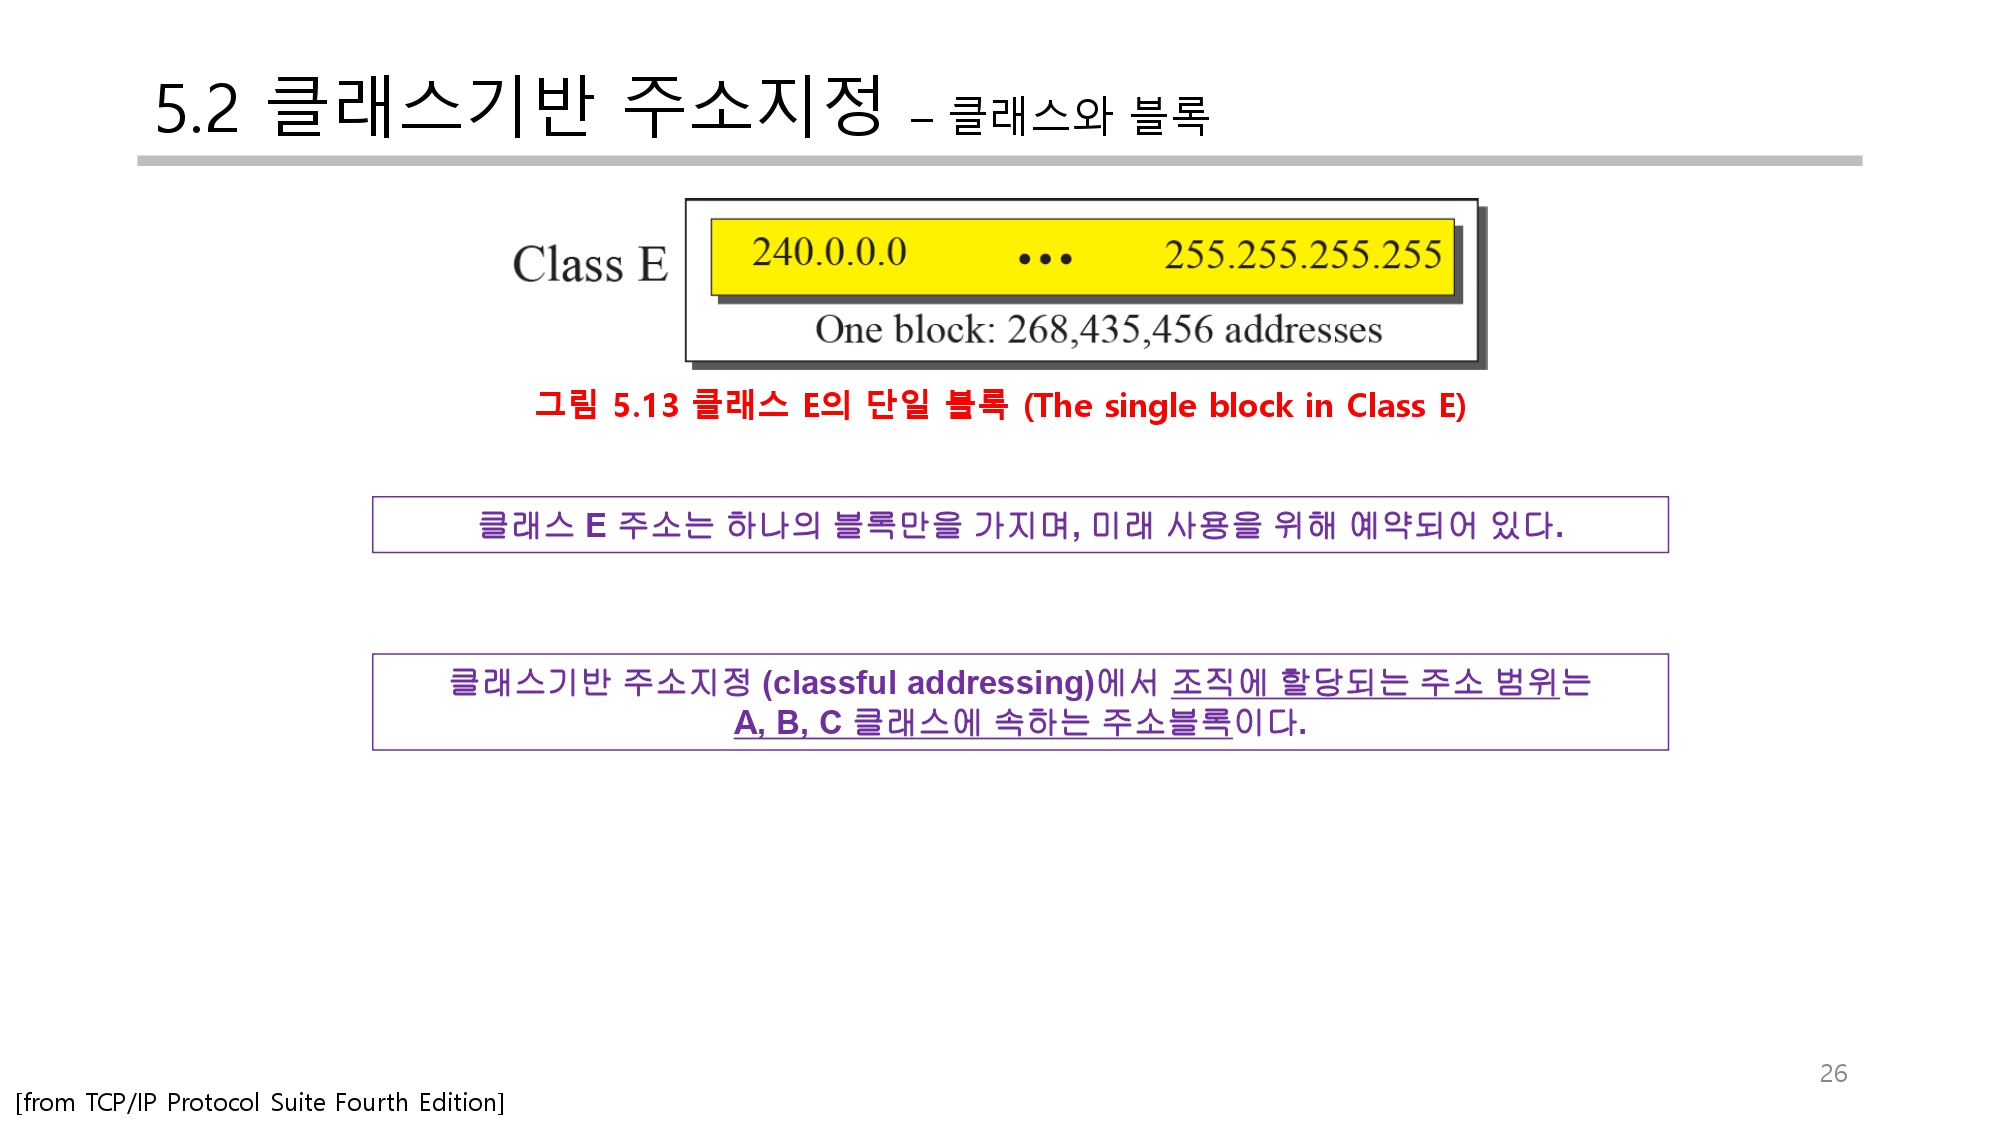 5.2 클래스기반 주소지정 – 클래스와 블록
Class E
240.0.0.0 ••• 255.255.255.255
One block: 268,435,456 addresses
그림 5.13 클래스 E의 단일 블록 (The single block in Class E)
클래스 E 주소는 하나의 블록만을 가지며, 미래 사용을 위해 예약되어 있다.
클래스기반 주소지정 (classful addressing)에서 조직에 할당되는 주소 범위는
A, B, C 클래스에 속하는 주소블록이다.
26
[from TCP/IP Protocol Suite Fourth Edition]